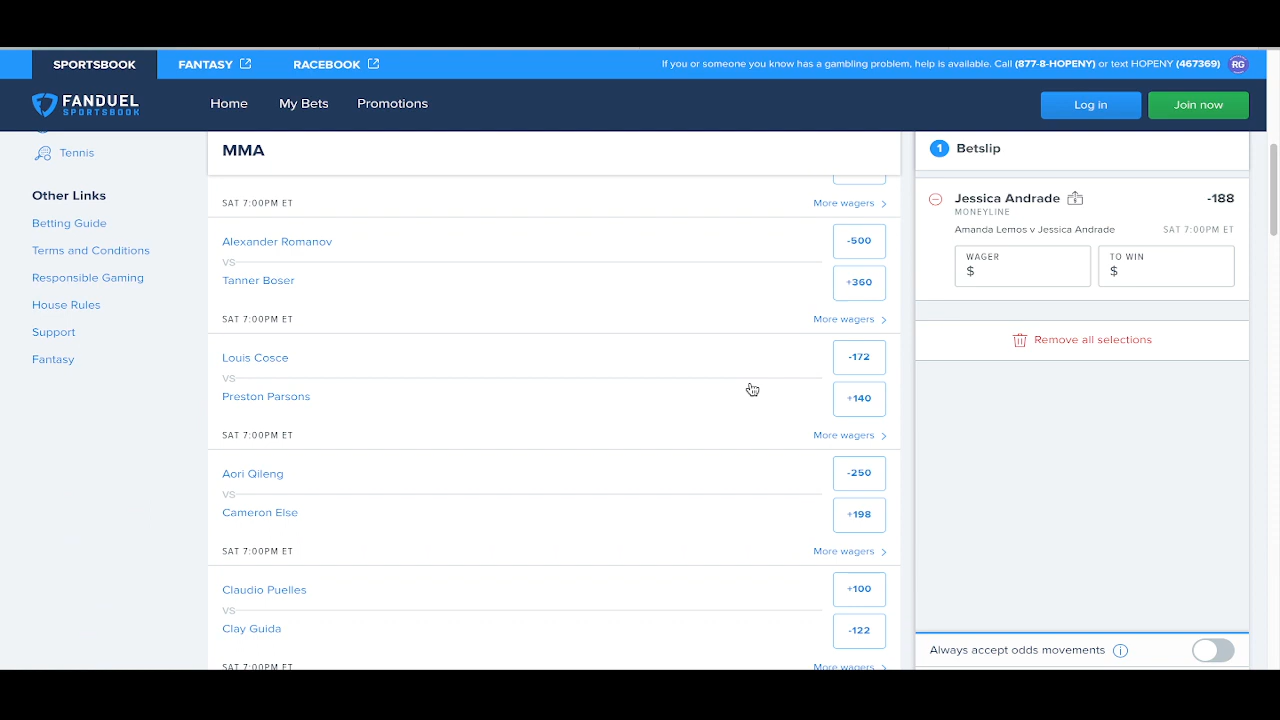 SPORTSBOOK FANTASY RACEBOOK If you or someone you know has a gambling problem, help is available. Call (877-8-HOPENY) or text HOPENY (467369) RG
FANDUEL
SPORTSBOOK
Home My Bets Promotions Log in Join now
Tennis
Other Links
Betting Guide
Terms and Conditions
Responsible Gaming
House Rules
Support
Fantasy
MMA
SAT 7:00PM ET More wagers
Alexander Romanov -500
VS
Tanner Boser +360
SAT 7:00PM ET More wagers
Louis Cosce -172
VS
Preston Parsons +140
SAT 7:00PM ET More wagers
Aori Qileng -250
VS
Cameron Else +198
SAT 7:00PM ET More wagers
Claudio Puelles +100
VS
Clay Guida -122
SAT 7:00PM ET More wagers
1 Betslip
Jessica Andrade -188
MONEYLINE
Amanda Lemos v Jessica Andrade SAT 7:00PM ET
WAGER TO WIN
$ $
Remove all selections
Always accept odds movements